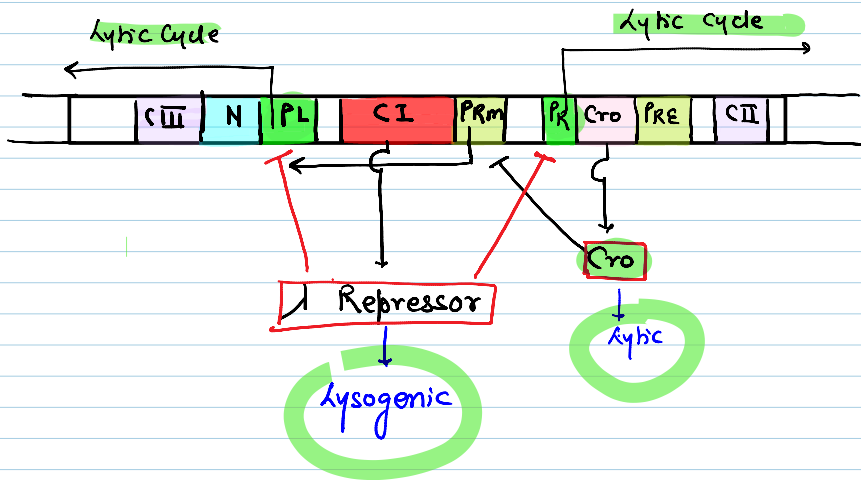 Lytic Cycle
Lytic Cycle
CIII N PL CI PRm PR Cro PRE CII
Cro
Repressor
Lytic
Lysogenic